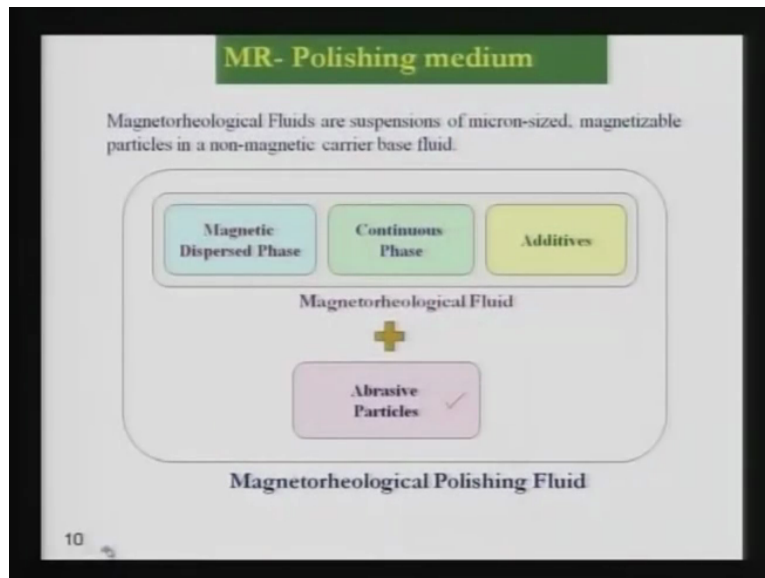 MR- Polishing medium
Magnetorheological Fluids are suspensions of micron-sized, magnetizable
particles in a non-magnetic carrier base fluid.
Magnetic
Dispersed Phase
Continuous
Phase
Additives
Magnetorheological Fluid
Abrasive
Particles
Magnetorheological Polishing Fluid
10